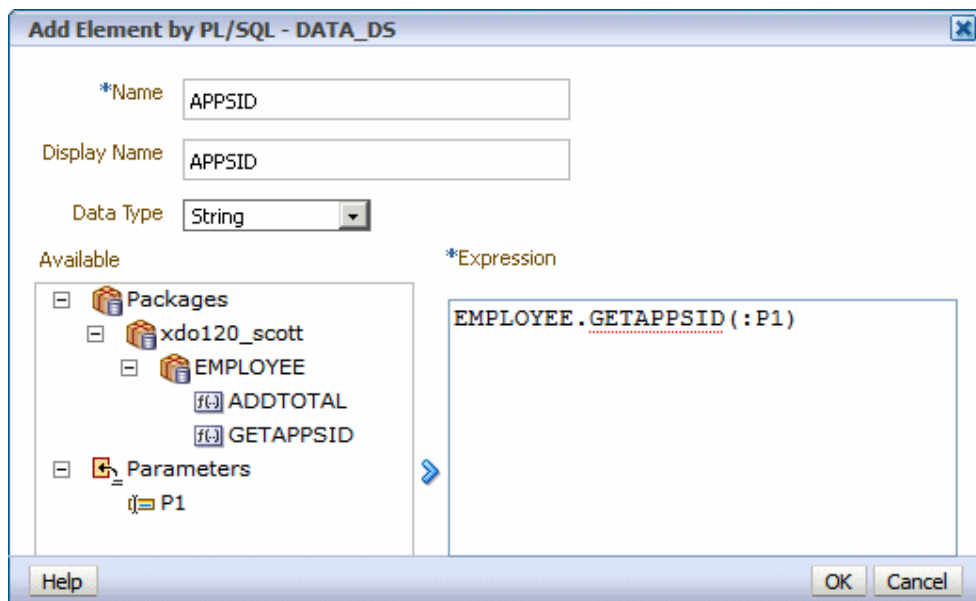 Add Element by PL/SQL - DATA_DS
*Name APPSID
Display Name APPSID
Data Type String
Available
Packages
xdo120_scott
EMPLOYEE
f(.) ADDTOTAL
f(.) GETAPPSID
Parameters
P1
*Expression
EMPLOYEE.GETAPPSID(:P1)
Help OK Cancel